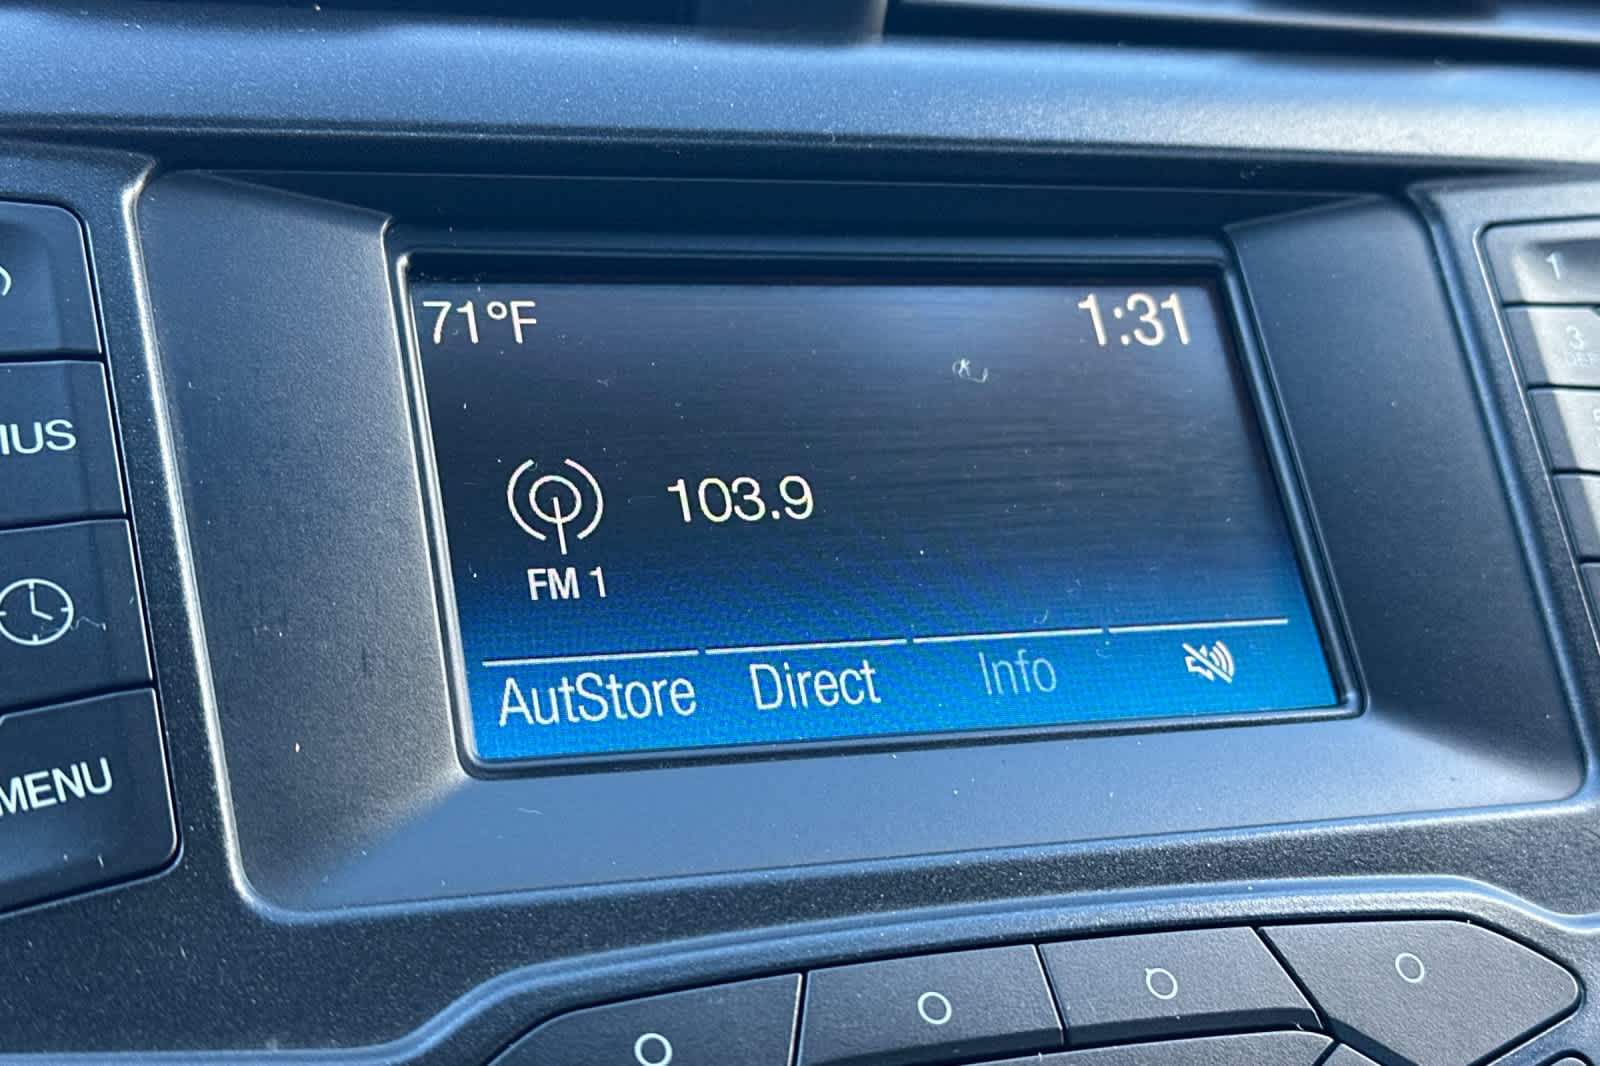 71°F
1:31
103.9
FM 1
AutStore
Direct
Info
IUS
MENU
1
3